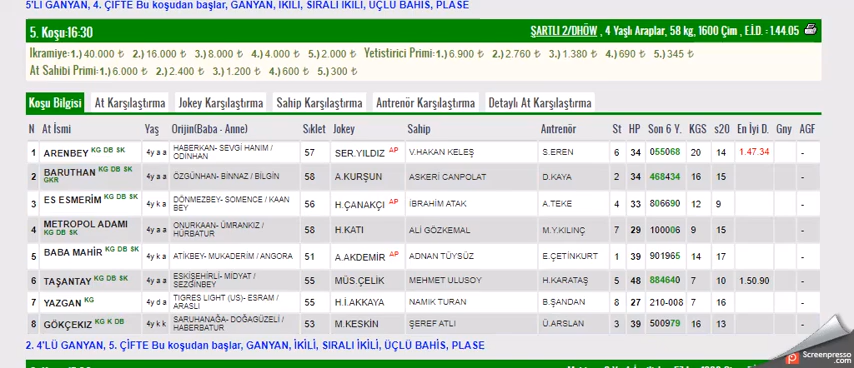 5'Lİ GANYAN, 4. ÇİFTE Bu koşudan başlar, GANYAN, İKİLİ, SIRALI İKİLİ, ÜÇLÜ BAHİS, PLASE
5. Koşu:16:30 ŞARTLI 2/DHÖW , 4 Yaşlı Araplar, 58 kg, 1600 Çim , E.İ.D. : 1.44.05
İkramiye: 1.) 40.000 ₺ 2.) 16.000 ₺ 3.) 8.000 ₺ 4.) 4.000 ₺ 5.) 2.000 ₺ Yetistirici Primi: 1.) 6.900 ₺ 2.) 2.760 ₺ 3.) 1.380 ₺ 4.) 690 ₺ 5.) 345 ₺
At Sahibi Primi: 1.) 6.000 ₺ 2.) 2.400 ₺ 3.) 1.200 ₺ 4.) 600 ₺ 5.) 300 ₺
Koşu Bilgisi At Karşılaştırma Jokey Karşılaştırma Sahip Karşılaştırma Antrenör Karşılaştırma Detaylı At Karşılaştırma
N At İsmi Yaş Orijin(Baba - Anne) Sıklet Jokey Sahip Antrenör St HP Son 6 Y. KGS s20 En İyi D. Gny AGF
1 ARENBEY KG DB SK 4y a a HABERKAN- SEVGİ HANIM / ODINHAN 57 SER.YILDIZ AP V.HAKAN KELEŞ S.EREN 6 34 055068 20 14 1.47.34 -
2 BARUTHAN KG DB SK GKR 4y a a ÖZGÜNHAN- BİNNAZ / BİLGİN 58 A.KURŞUN ASKERİ CANPOLAT D.KAYA 2 34 468434 16 15 -
3 ES ESMERİM KG DB SK 4y k a DÖNMEZBEY- SOMENCE / KAAN BEY 56 H.ÇANAKÇI AP İBRAHİM ATAK A.TEKE 4 33 806690 12 9 -
4 METROPOL ADAMI KG DB SK 4y a a ONURKAAN- ÜMRANKIZ / HÜRBATUR 58 H.KATI ALİ GÖZKEMAL M.Y.KILINÇ 7 29 100006 9 15 -
5 BABA MAHİR KG DB SK 4y k a ATİKBEY- MUKADERİM / ANGORA 51 A.AKDEMİR AP ADNAN TÜYSÜZ E.ÇETİNKURT 1 39 901965 14 17 -
6 TAŞANTAY KG DB SK 4y a a ESKİŞEHİRLİ- MİDYAT / SEZGİNBEY 55 MÜS.ÇELİK MEHMET ULUSOY H.KARATAŞ 5 48 884640 7 10 1.50.90 -
7 YAZGAN KG 4y d a TIGRES LIGHT (US)- ESRAM / ARASLI 55 H.İ.AKKAYA NAMIK TURAN B.ŞANDAN 8 27 210-008 7 16 -
8 GÖKÇEKIZ KG K DB 4y k k SARUHANAĞA- DOĞAGÜZELİ / HABERBATUR 53 M.KESKİN ŞEREF ATLI Ü.ARSLAN 3 39 500979 16 13 -
2. 4'LÜ GANYAN, 5. ÇİFTE Bu koşudan başlar, GANYAN, İKİLİ, SIRALI İKİLİ, ÜÇLÜ BAHİS, PLASE
Screenpresso
.com